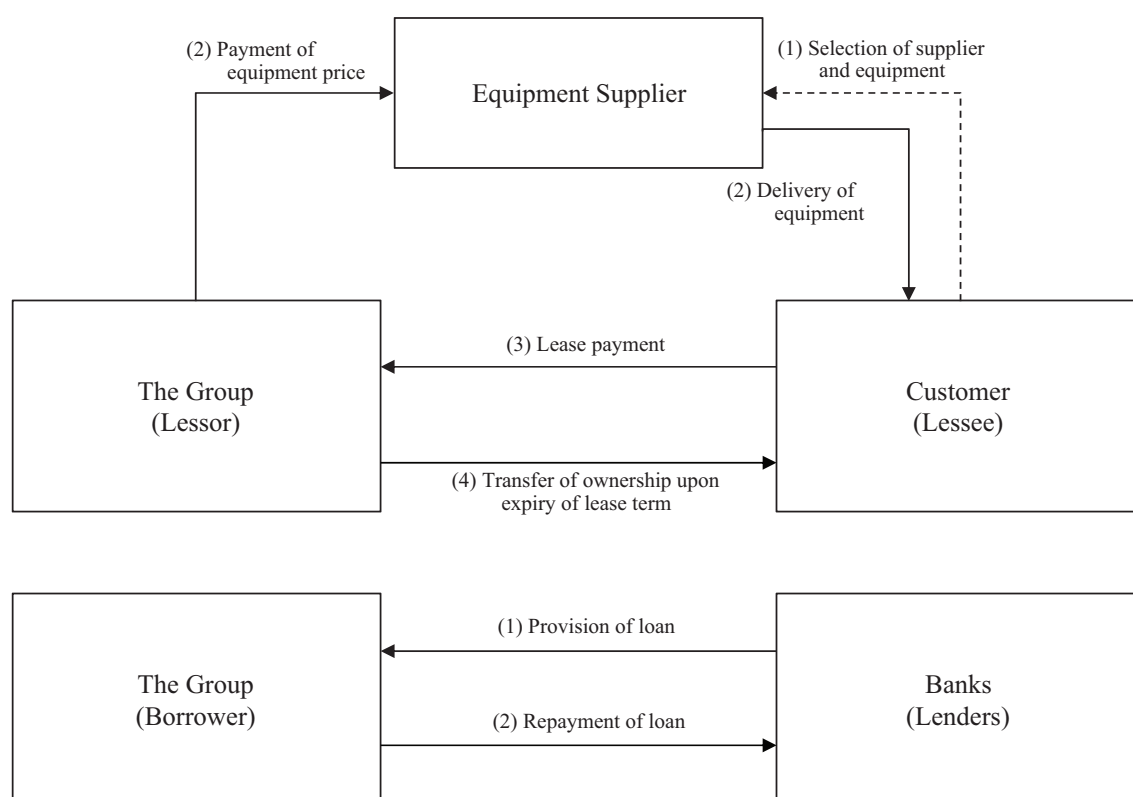 (2) Payment of
equipment price
Equipment Supplier
(1) Selection of supplier
and equipment
(2) Delivery of
equipment
The Group
(Lessor)
(3) Lease payment
(4) Transfer of ownership upon
expiry of lease term
Customer
(Lessee)
The Group
(Borrower)
(1) Provision of loan
(2) Repayment of loan
Banks
(Lenders)